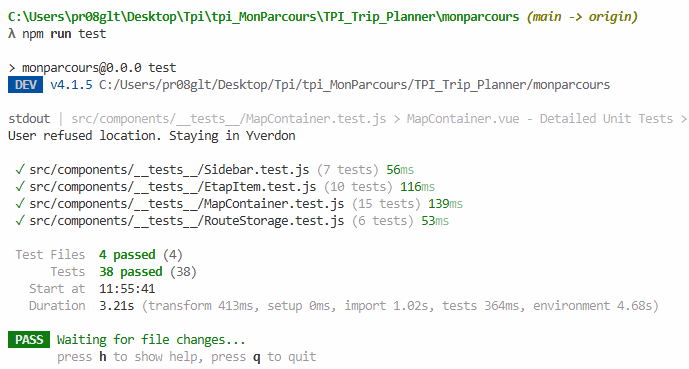 C:\Users\pr08glt\Desktop\Tpi\tpi_MonParcours\TPI_Trip_Planner\monparcours (main -> origin)
λ npm run test
> monparcours@0.0.0 test
DEV v4.1.5 C:/Users/pr08glt/Desktop/Tpi/tpi_MonParcours/TPI_Trip_Planner/monparcours
stdout | src/components/__tests__/MapContainer.test.js > MapContainer.vue - Detailed Unit Tests >
User refused location. Staying in Yverdon
✓ src/components/__tests__/Sidebar.test.js (7 tests) 56ms
✓ src/components/__tests__/EtapItem.test.js (10 tests) 116ms
✓ src/components/__tests__/MapContainer.test.js (15 tests) 139ms
✓ src/components/__tests__/RouteStorage.test.js (6 tests) 53ms
Test Files 4 passed (4)
Tests 38 passed (38)
Start at 11:55:41
Duration 3.21s (transform 413ms, setup 0ms, import 1.02s, tests 364ms, environment 4.68s)
PASS Waiting for file changes...
press h to show help, press q to quit